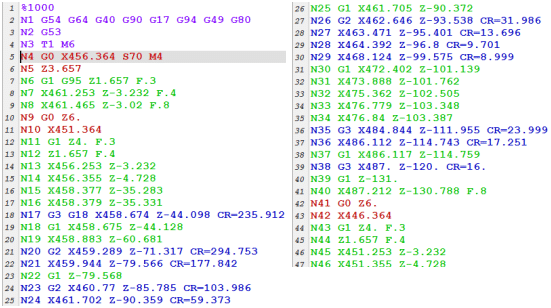 1 %1000
2 N1 G54 G64 G40 G90 G17 G94 G49 G80
3 N2 G53
4 N3 T1 M6
5 N4 G0 X456.364 S70 M4
6 N5 Z3.657
7 N6 G1 G95 Z1.657 F.3
8 N7 X461.253 Z-3.232 F.4
9 N8 X461.465 Z-3.02 F.8
10 N9 G0 Z6.
11 N10 X451.364
12 N11 G1 Z4. F.3
13 N12 Z1.657 F.4
14 N13 X456.253 Z-3.232
15 N14 X456.355 Z-4.728
16 N15 X458.377 Z-35.283
17 N16 X458.379 Z-35.331
18 N17 G3 G18 X458.674 Z-44.098 CR=235.912
19 N18 G1 X458.675 Z-44.128
20 N19 X458.883 Z-60.681
21 N20 G2 X459.289 Z-71.317 CR=294.753
22 N21 X459.944 Z-79.566 CR=177.842
23 N22 G1 Z-79.568
24 N23 G2 X460.77 Z-85.785 CR=103.986
25 N24 X461.702 Z-90.359 CR=59.373
26 N25 G1 X461.705 Z-90.372
27 N26 G2 X462.646 Z-93.538 CR=31.986
28 N27 X463.471 Z-95.401 CR=13.696
29 N28 X464.392 Z-96.8 CR=9.701
30 N29 X468.124 Z-99.575 CR=8.999
31 N30 G1 X472.402 Z-101.139
32 N31 X473.888 Z-101.762
33 N32 X475.362 Z-102.505
34 N33 X476.779 Z-103.348
35 N34 X476.84 Z-103.387
36 N35 G3 X484.844 Z-111.955 CR=23.999
37 N36 X486.112 Z-114.743 CR=17.251
38 N37 G1 X486.117 Z-114.759
39 N38 G3 X487. Z-120. CR=16.
40 N39 G1 Z-131.
41 N40 X487.212 Z-130.788 F.8
42 N41 G0 Z6.
43 N42 X446.364
44 N43 G1 Z4. F.3
45 N44 Z1.657 F.4
46 N45 X451.253 Z-3.232
47 N46 X451.355 Z-4.728